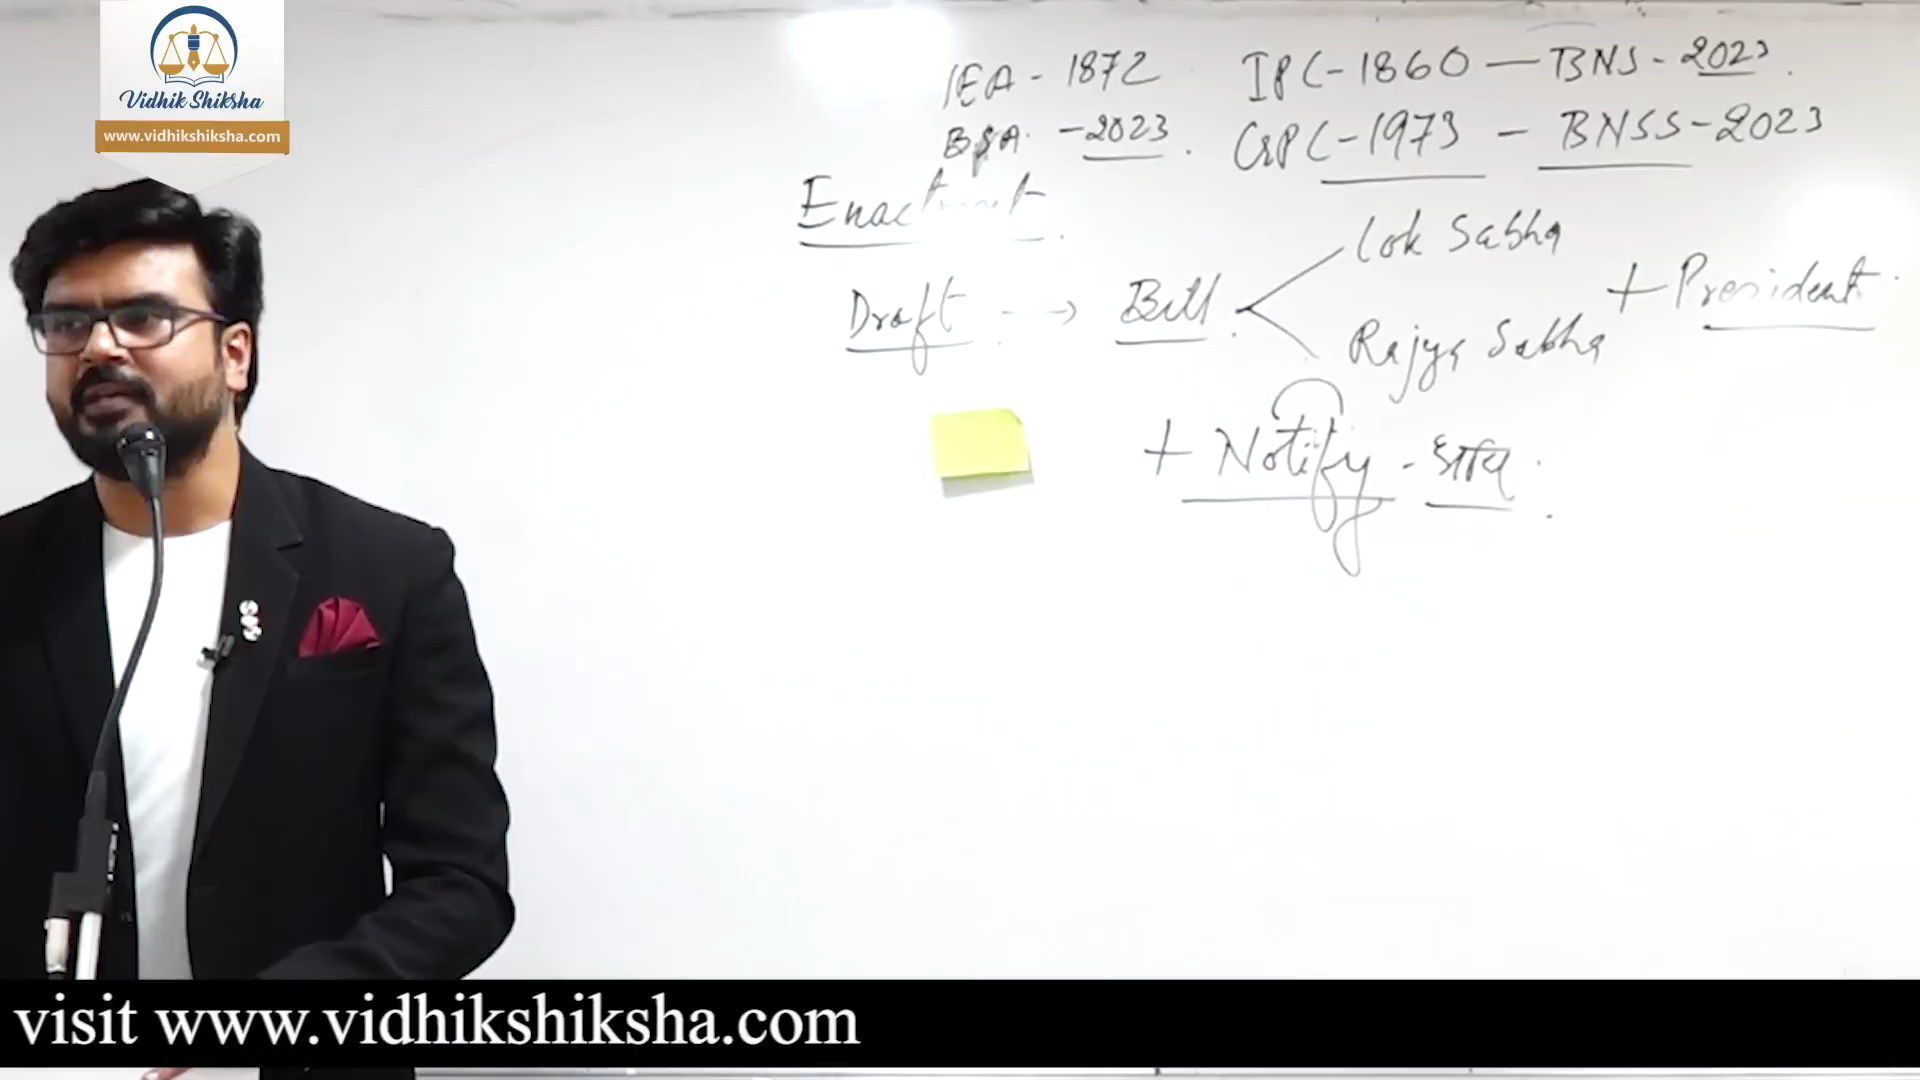 Vidhik Shiksha
www.vidhikshiksha.com
IEA - 1872 IPC - 1860 — BNS - 2023.
BSA. - 2023. CrPC - 1973 - BNSS - 2023
Enactment.
Lok Sabha
Draft → Bill. + President.
Rajya Sabha
+ Notify -
visit www.vidhikshiksha.com